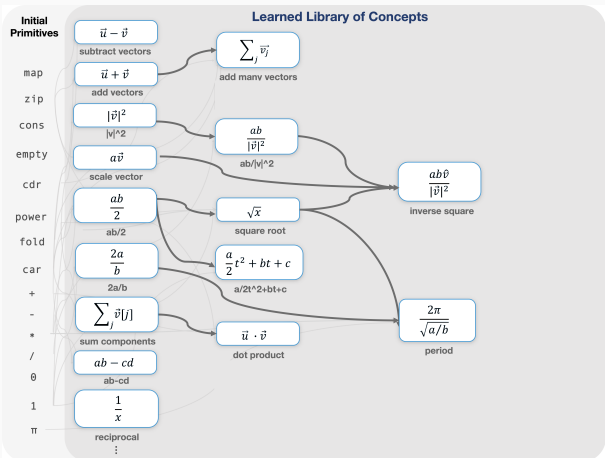 Initial
Primitives
map
zip
cons
empty
cdr
power
fold
car
+
-
*
/
0
1
π
Learned Library of Concepts
u⃗ − v⃗
subtract vectors
u⃗ + v⃗
add vectors
|v⃗|²
|v|^2
av⃗
scale vector
ab
2
ab/2
2a
b
2a/b
∑ⱼ v⃗[j]
sum components
ab − cd
ab-cd
1
x
reciprocal
⋮
∑ⱼ v⃗ⱼ
add many vectors
ab
|v⃗|²
ab/|v|^2
√x
square root
a
2
t² + bt + c
a/2t^2+bt+c
u⃗ · v⃗
dot product
abv̂
|v⃗|²
inverse square
2π
√a/b
period